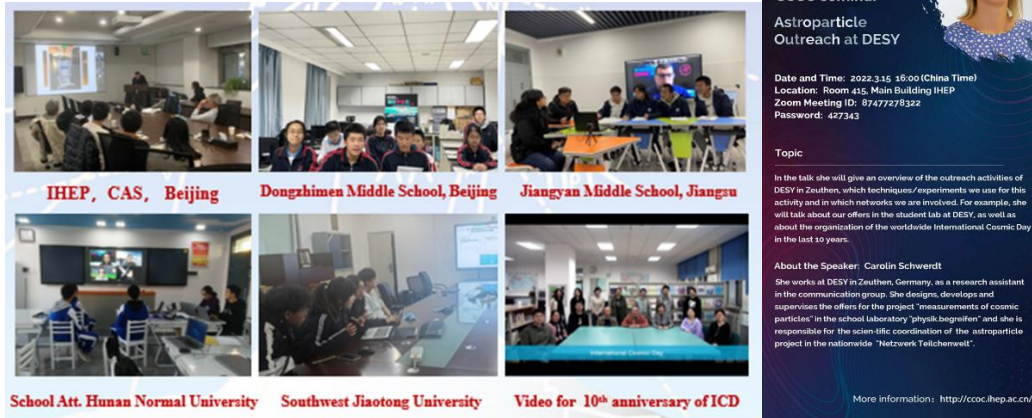 IHEP, CAS, Beijing
Dongzhimen Middle School, Beijing
Jiangyan Middle School, Jiangsu
School Att. Hunan Normal University
Southwest Jiaotong University
International Cosmic Day
Video for 10th anniversary of ICD
Astroparticle
Outreach at DESY
Date and Time: 2022.3.15 16:00 (China Time)
Location: Room 415, Main Building IHEP
Zoom Meeting ID: 87477278322
Password: 427343
Topic
In the talk she will give an overview of the outreach activities of
DESY in Zeuthen, which techniques/experiments we use for this
activity and in which networks we are involved. For example, she
will talk about our offers in the student lab at DESY, as well as
about the organization of the worldwide International Cosmic Day
in the last 10 years.
About the Speaker: Carolin Schwerdt
She works at DESY in Zeuthen, Germany, as a research assistant
in the communication group. She designs, develops and
supervises the offers for the project "measurements of cosmic
particles" in the school laboratory "physik.begreifen" and she is
responsible for the scien-tific coordination of the astroparticle
project in the nationwide "Netzwerk Teilchenwelt".
More information: http://ccoc.ihep.ac.cn/